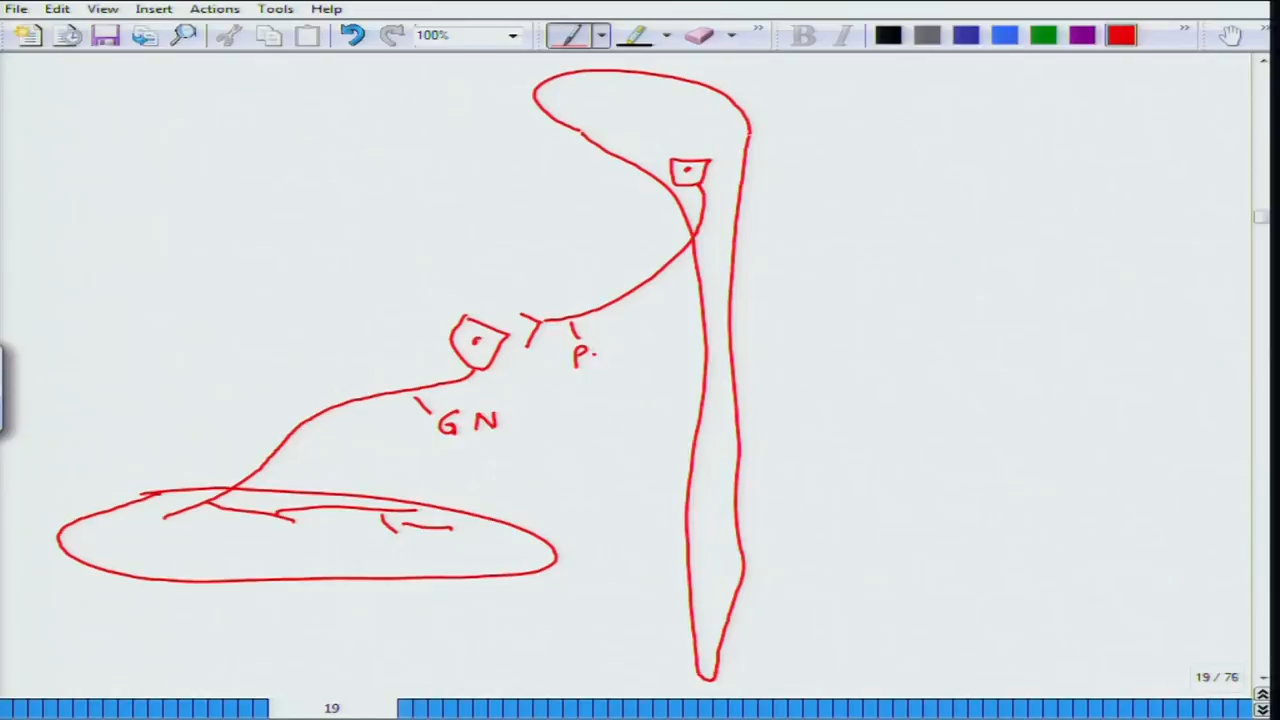 File Edit View Insert Actions Tools Help
100%
B I
P.
G N
19 / 76
19